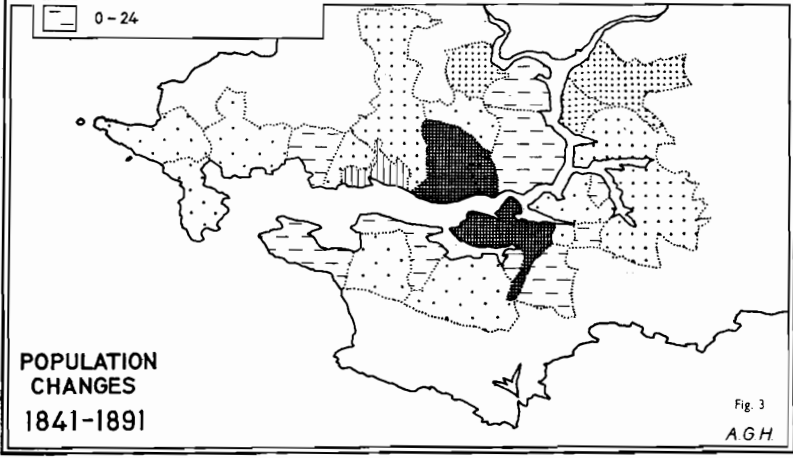 0-24
POPULATION
CHANGES
1841-1891
Fig. 3
A.G.H.